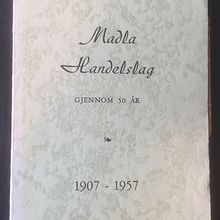 Madla
Handelslag
GJENNOM 50 ÅR
1907 - 1957